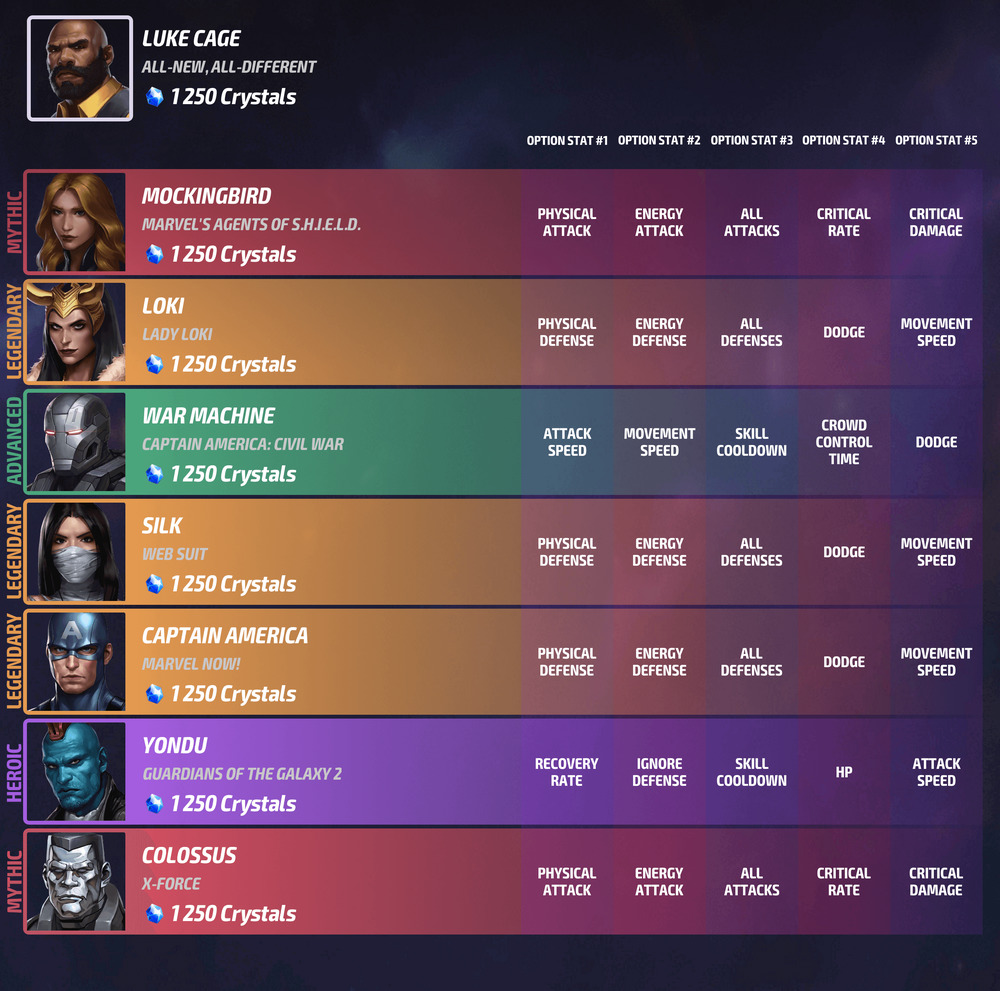 LUKE CAGE
ALL-NEW, ALL-DIFFERENT
1 250 Crystals
OPTION STAT #1 OPTION STAT #2 OPTION STAT #3 OPTION STAT #4 OPTION STAT #5
MYTHIC
MOCKINGBIRD
MARVEL'S AGENTS OF S.H.I.E.L.D.
1 250 Crystals
PHYSICAL
ATTACK
ENERGY
ATTACK
ALL
ATTACKS
CRITICAL
RATE
CRITICAL
DAMAGE
LEGENDARY
LOKI
LADY LOKI
1 250 Crystals
PHYSICAL
DEFENSE
ENERGY
DEFENSE
ALL
DEFENSES
DODGE
MOVEMENT
SPEED
ADVANCED
WAR MACHINE
CAPTAIN AMERICA: CIVIL WAR
1 250 Crystals
ATTACK
SPEED
MOVEMENT
SPEED
SKILL
COOLDOWN
CROWD
CONTROL
TIME
DODGE
LEGENDARY
SILK
WEB SUIT
1 250 Crystals
PHYSICAL
DEFENSE
ENERGY
DEFENSE
ALL
DEFENSES
DODGE
MOVEMENT
SPEED
LEGENDARY
CAPTAIN AMERICA
MARVEL NOW!
1 250 Crystals
PHYSICAL
DEFENSE
ENERGY
DEFENSE
ALL
DEFENSES
DODGE
MOVEMENT
SPEED
HEROIC
YONDU
GUARDIANS OF THE GALAXY 2
1 250 Crystals
RECOVERY
RATE
IGNORE
DEFENSE
SKILL
COOLDOWN
HP
ATTACK
SPEED
MYTHIC
COLOSSUS
X-FORCE
1 250 Crystals
PHYSICAL
ATTACK
ENERGY
ATTACK
ALL
ATTACKS
CRITICAL
RATE
CRITICAL
DAMAGE